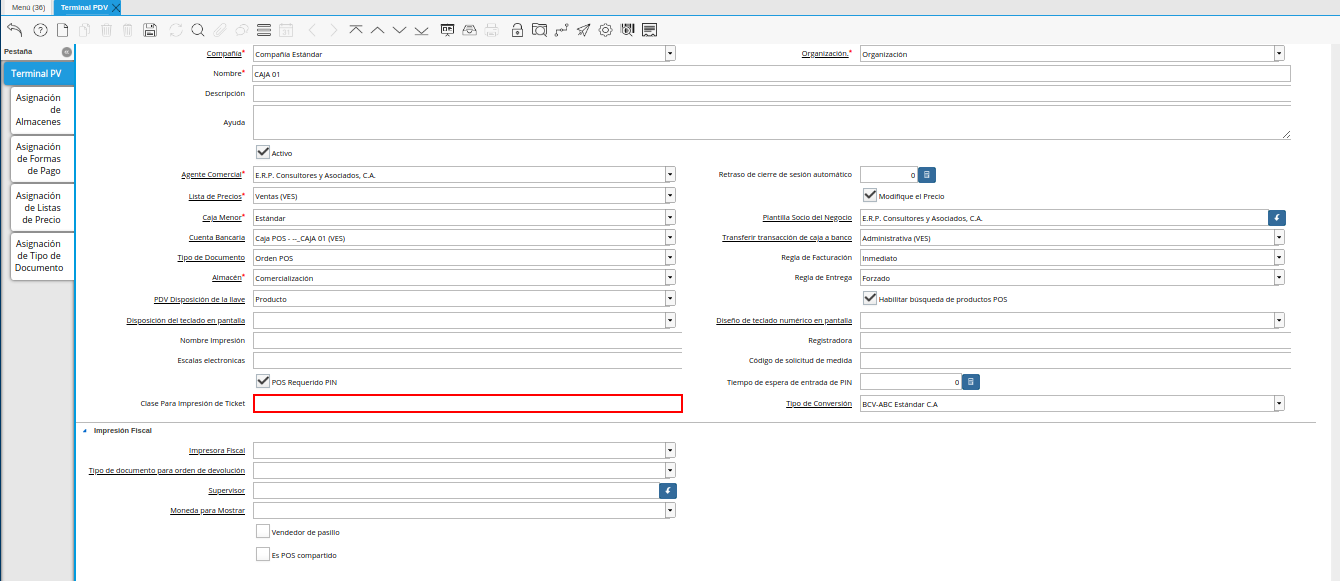 Menú (36)
Terminal PDV
Pestaña
Terminal PV
Asignación
de
Almacenes
Asignación
de Formas
de Pago
Asignación
de Listas
de Precio
Asignación
de Tipo de
Documento
Compañía* Compañía Estándar
Organización.* Organización
Nombre* CAJA 01
Descripción
Ayuda
Activo
Agente Comercial* E.R.P. Consultores y Asociados, C.A.
Retraso de cierre de sesión automático 0
Lista de Precios* Ventas (VES)
Modifique el Precio
Caja Menor* Estándar
Plantilla Socio del Negocio E.R.P. Consultores y Asociados, C.A.
Cuenta Bancaria Caja POS - --_CAJA 01 (VES)
Transferir transacción de caja a banco Administrativa (VES)
Tipo de Documento Orden POS
Regla de Facturación Inmediato
Almacén* Comercialización
Regla de Entrega Forzado
PDV Disposición de la llave Producto
Habilitar búsqueda de productos POS
Disposición del teclado en pantalla
Diseño de teclado numérico en pantalla
Nombre Impresión
Registradora
Escalas electronicas
Código de solicitud de medida
POS Requerido PIN
Tiempo de espera de entrada de PIN 0
Clase Para Impresión de Ticket
Tipo de Conversión BCV-ABC Estándar C.A
Impresión Fiscal
Impresora Fiscal
Tipo de documento para orden de devolución
Supervisor
Moneda para Mostrar
Vendedor de pasillo
Es POS compartido